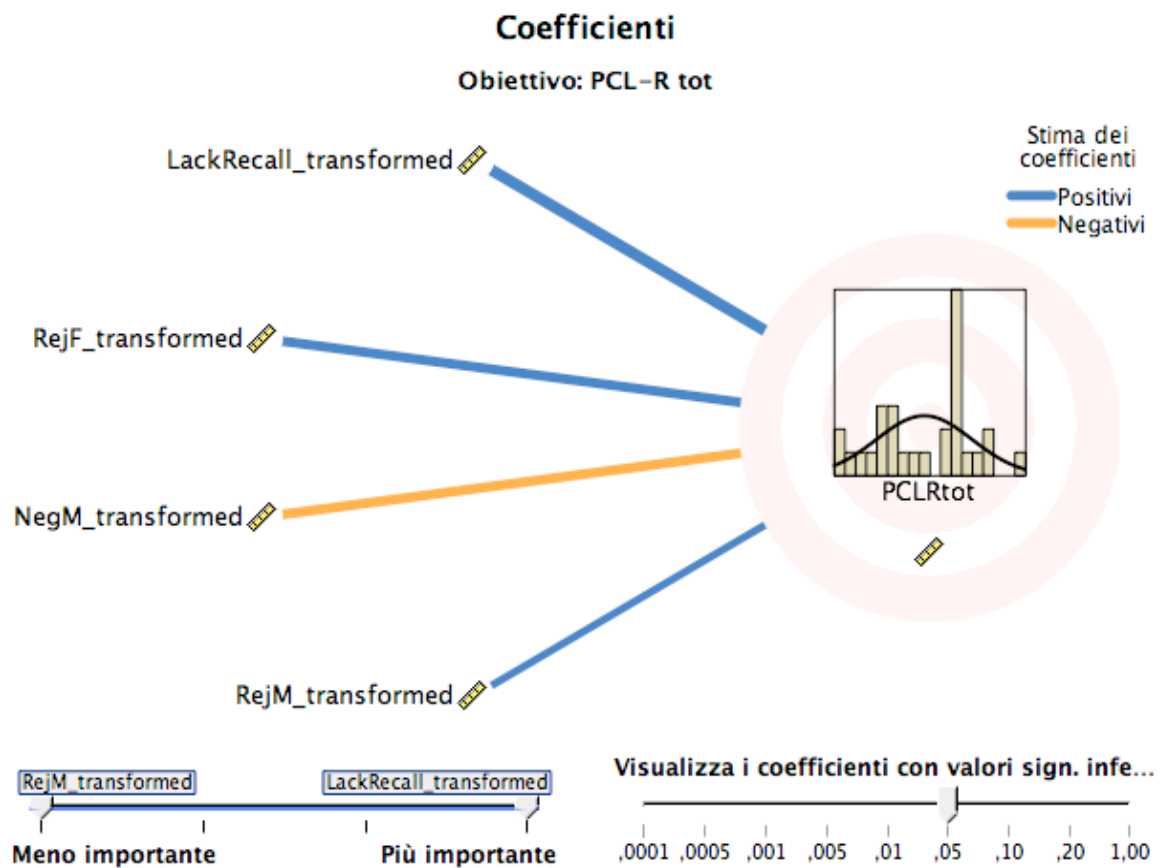 Coefficienti
Obiettivo: PCL-R tot
Stima dei
coefficienti
Positivi
Negativi
LackRecall_transformed
RejF_transformed
NegM_transformed
RejM_transformed
PCLRtot
RejM_transformed
LackRecall_transformed
Meno importante
Più importante
Visualizza i coefficienti con valori sign. infe...
,0001 ,0005 ,001 ,005 ,01 ,05 ,10 ,20 1,00